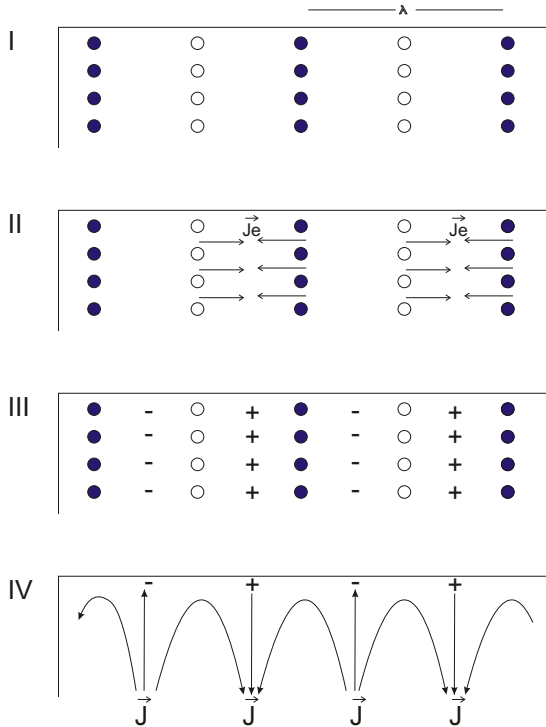 λ
I
II
Je Je
III
- + - +
- + - +
- + - +
- + - +
IV
- + - +
J J J J